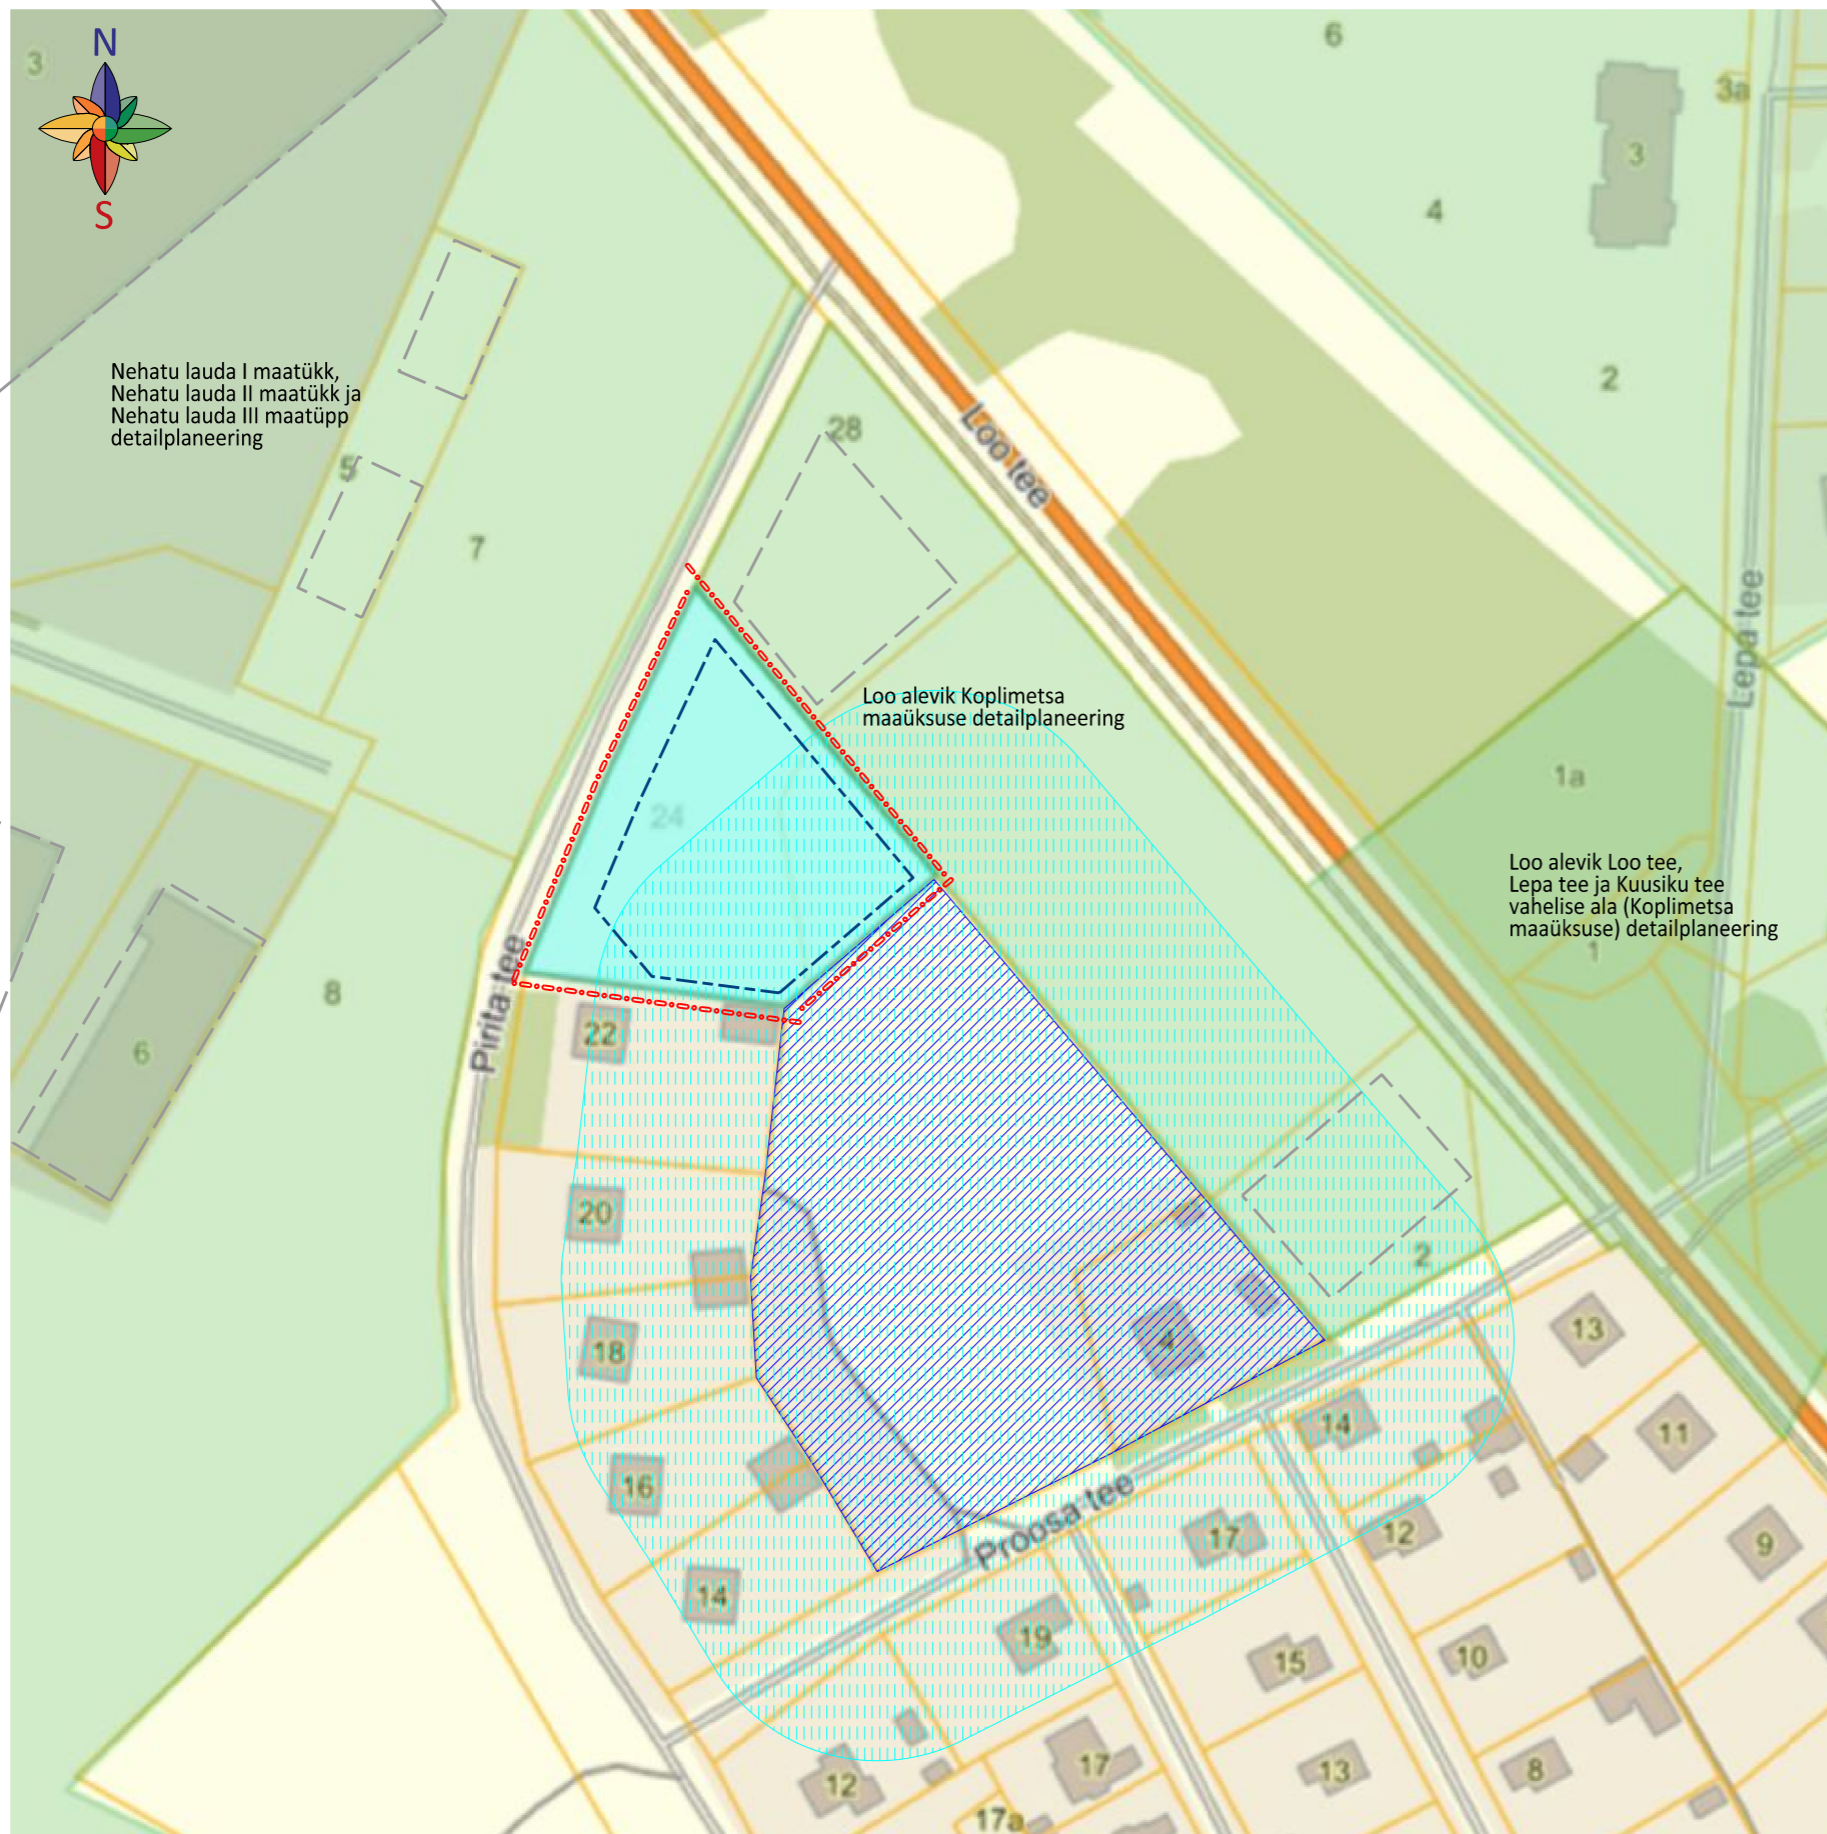 N
S
3
6
3a
3
4
2
Nehatu lauda I maatükk,
Nehatu lauda II maatükk ja
Nehatu lauda III maatüpp
detailplaneering
5
7
28
Loo tee
Lepa tee
Loo alevik Koplimetsa
maaüksuse detailplaneering
24
1a
Loo alevik Loo tee,
Lepa tee ja Kuusiku tee
vahelise ala (Koplimetsa
maaüksuse) detailplaneering
1
Pirita tee
8
6
22
20
18
16
14
4
2
13
11
9
14
12
17
19
Proosa tee
10
15
13
8
12
17
17a